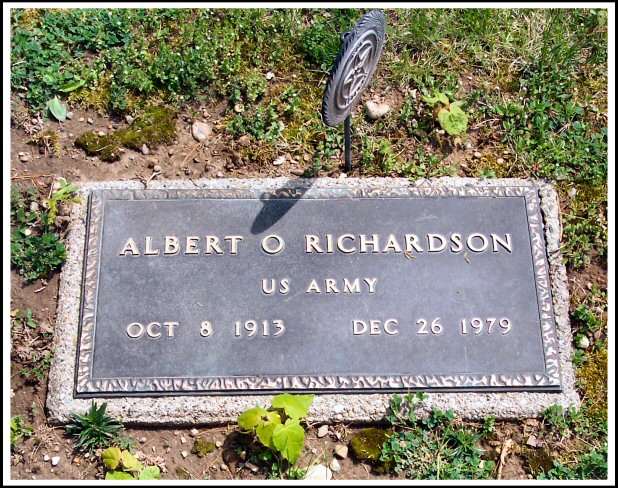 ALBERT O RICHARDSON
US ARMY
OCT 8 1913 DEC 26 1979